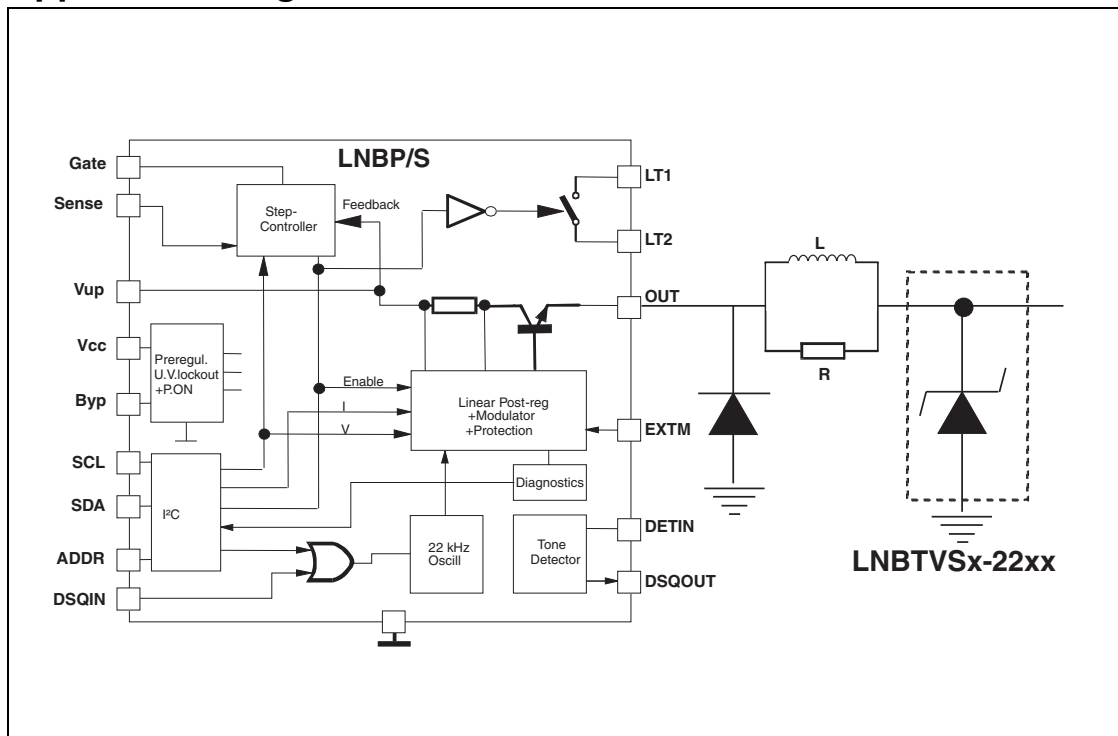 LNBP/S
Gate
Sense
Vup
Vcc
Byp
SCL
SDA
ADDR
DSQIN
Step-
Controller
Feedback
Preregul.
U.V.lockout
+P.ON
Enable
I
V
I²C
Linear Post-reg
+Modulator
+Protection
Diagnostics
22 kHz
Oscill
Tone
Detector
LT1
LT2
OUT
EXTM
DETIN
DSQOUT
L
R
LNBTVSx-22xx